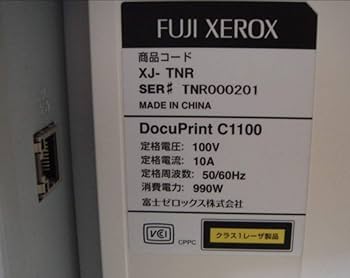 FUJI XEROX
商品コード
XJ- TNR
SER# TNR000201
MADE IN CHINA
DocuPrint C1100
定格電圧: 100V
定格電流: 10A
定格周波数: 50/60Hz
消費電力: 990W
富士ゼロックス株式会社
VCI
CPPC
クラス1レーザ製品